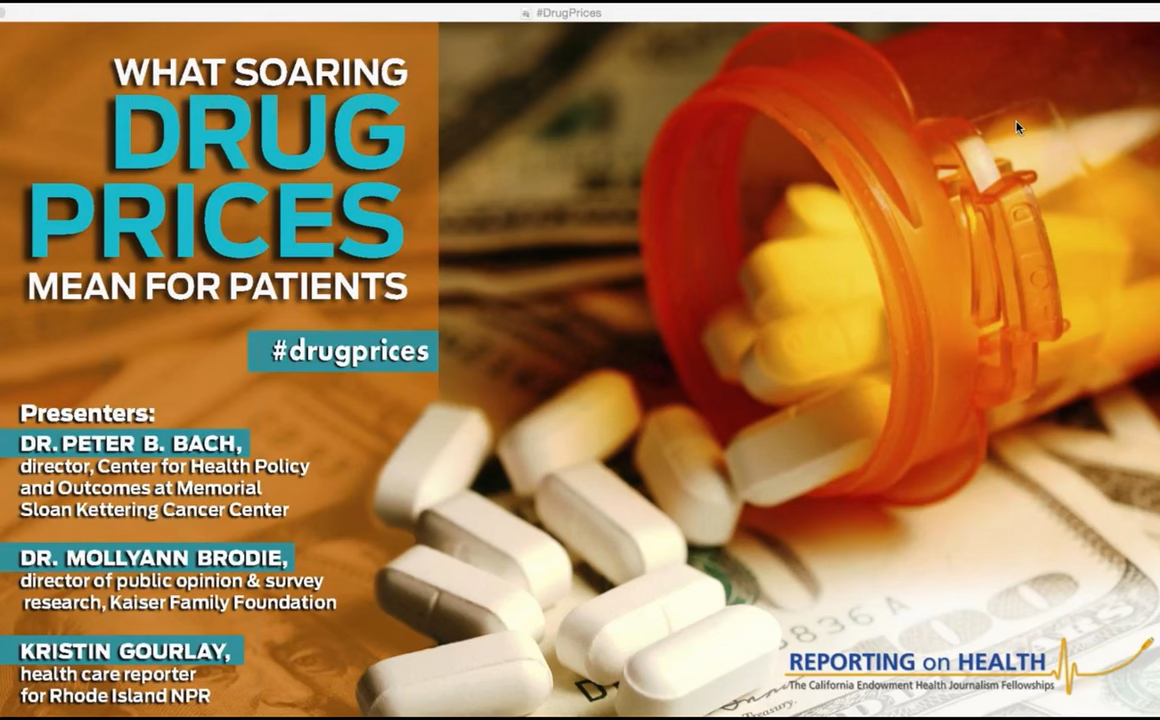 #DrugPrices
WHAT SOARING
DRUG
PRICES
MEAN FOR PATIENTS
#drugprices
Presenters:
DR. PETER B. BACH,
director, Center for Health Policy
and Outcomes at Memorial
Sloan Kettering Cancer Center
DR. MOLLYANN BRODIE,
director of public opinion & survey
research, Kaiser Family Foundation
KRISTIN GOURLAY,
health care reporter
for Rhode Island NPR
REPORTING on HEALTH
The California Endowment Health Journalism Fellowships